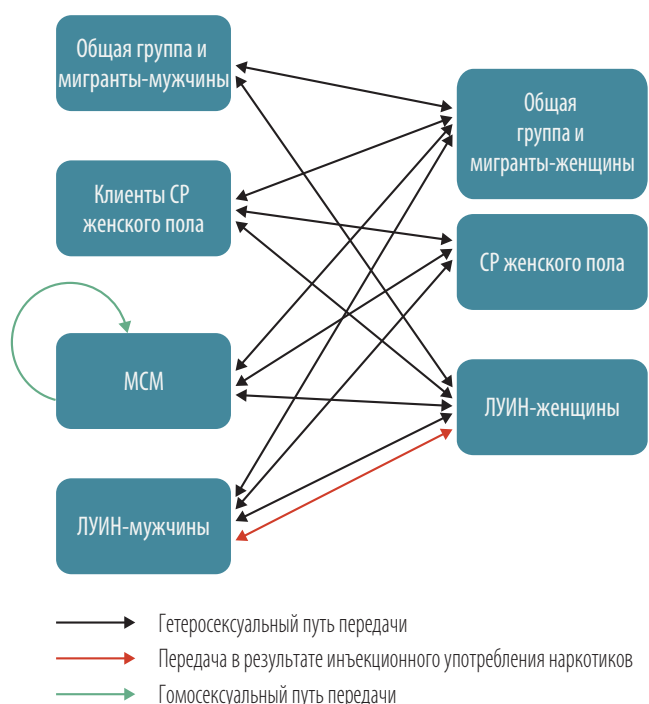 Общая группа и
мигранты-мужчины
Общая
группа и
мигранты-женщины
Клиенты СР
женского пола
СР женского пола
МСМ
ЛУИН-женщины
ЛУИН-мужчины
Гетеросексуальный путь передачи
Передача в результате инъекционного употребления наркотиков
Гомосексуальный путь передачи